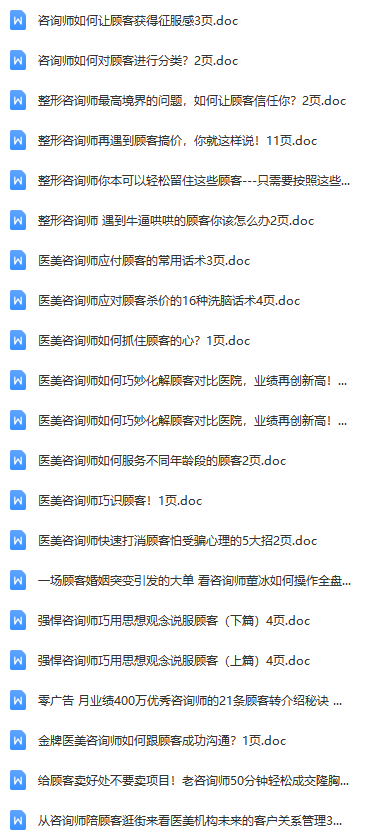 咨询师如何让顾客获得征服感3页.doc
咨询师如何对顾客进行分类？2页.doc
整形咨询师最高境界的问题，如何让顾客信任你？2页.doc
整形咨询师再遇到顾客搞价，你就这样说！11页.doc
整形咨询师你本可以轻松留住这些顾客---只需要按照这些...
整形咨询师 遇到牛逼哄哄的顾客你该怎么办2页.doc
医美咨询师应付顾客的常用话术3页.doc
医美咨询师应对顾客杀价的16种洗脑话术4页.doc
医美咨询师如何抓住顾客的心？1页.doc
医美咨询师如何巧妙化解顾客对比医院，业绩再创新高！...
医美咨询师如何巧妙化解顾客对比医院，业绩再创新高！...
医美咨询师如何服务不同年龄段的顾客2页.doc
医美咨询师巧识顾客！1页.doc
医美咨询师快速打消顾客怕受骗心理的5大招2页.doc
一场顾客婚姻突变引发的大单 看咨询师董冰如何操作全盘...
强悍咨询师巧用思想观念说服顾客（下篇）4页.doc
强悍咨询师巧用思想观念说服顾客（上篇）4页.doc
零广告 月业绩400万优秀咨询师的21条顾客转介绍秘诀 ...
金牌医美咨询师如何跟顾客成功沟通？1页.doc
给顾客卖好处不要卖项目！老咨询师50分钟轻松成交隆胸...
从咨询师陪顾客逛街来看医美机构未来的客户关系管理3...